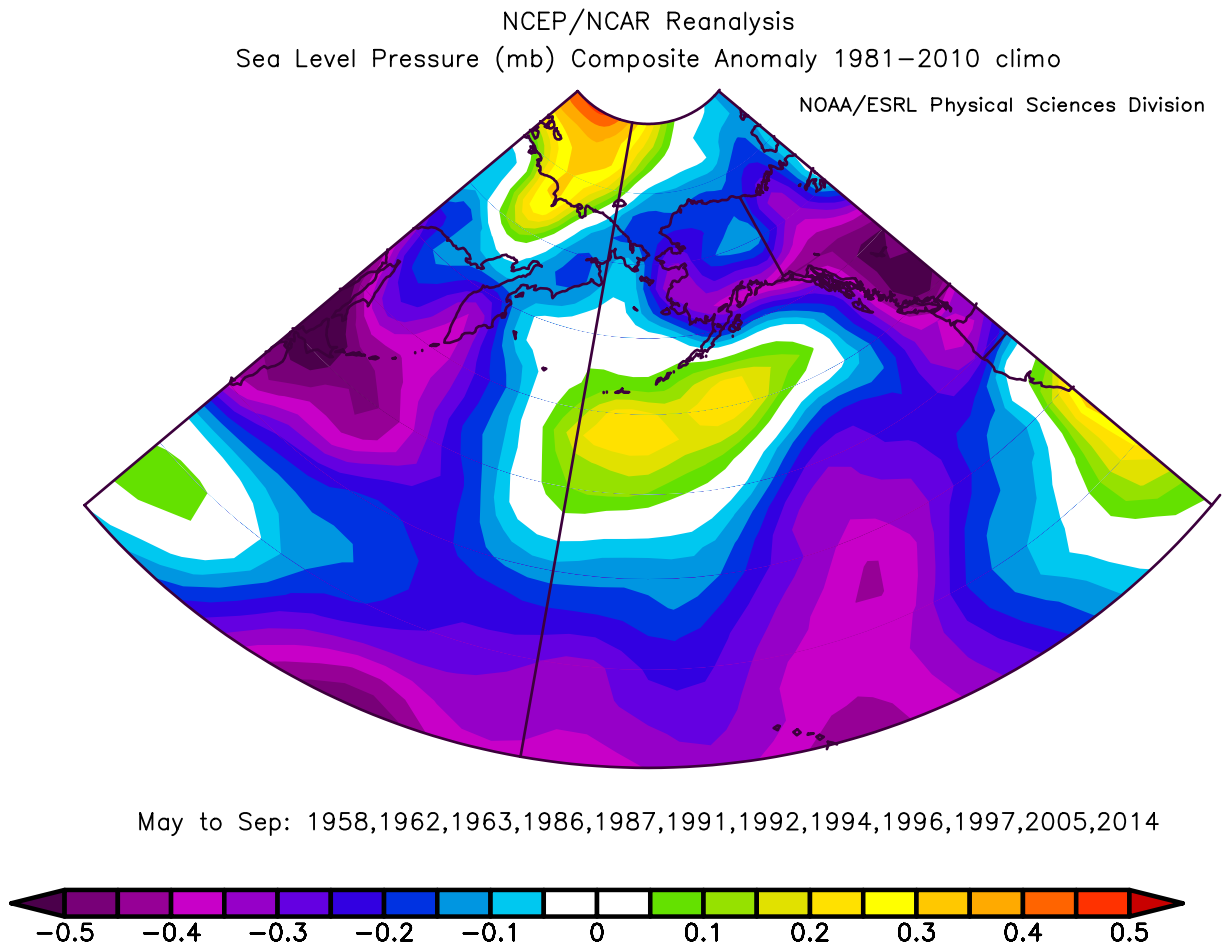 NCEP/NCAR Reanalysis
Sea Level Pressure (mb) Composite Anomaly 1981−2010 climo
NOAA/ESRL Physical Sciences Division
May to Sep: 1958,1962,1963,1986,1987,1991,1992,1994,1996,1997,2005,2014
−0.5 −0.4 −0.3 −0.2 −0.1 0 0.1 0.2 0.3 0.4 0.5